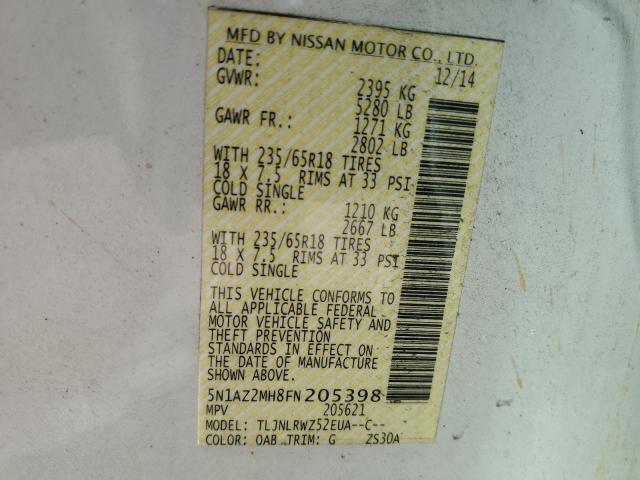 MFD BY NISSAN MOTOR CO., LTD.
DATE: 12/14
GVWR: 2395 KG
5280 LB
GAWR FR.: 1271 KG
2802 LB
WITH 235/65R18 TIRES
18 X 7.5 RIMS AT 33 PSI
COLD SINGLE
GAWR RR.: 1210 KG
2667 LB
WITH 235/65R18 TIRES
18 X 7.5 RIMS AT 33 PSI
COLD SINGLE
THIS VEHICLE CONFORMS TO
ALL APPLICABLE FEDERAL
MOTOR VEHICLE SAFETY AND
THEFT PREVENTION
STANDARDS IN EFFECT ON
THE DATE OF MANUFACTURE
SHOWN ABOVE.
5N1AZ2MH8FN205398
MPV 205621
MODEL: TLJNLRWZ52EUA--C--
COLOR: QAB TRIM: G ZS30A